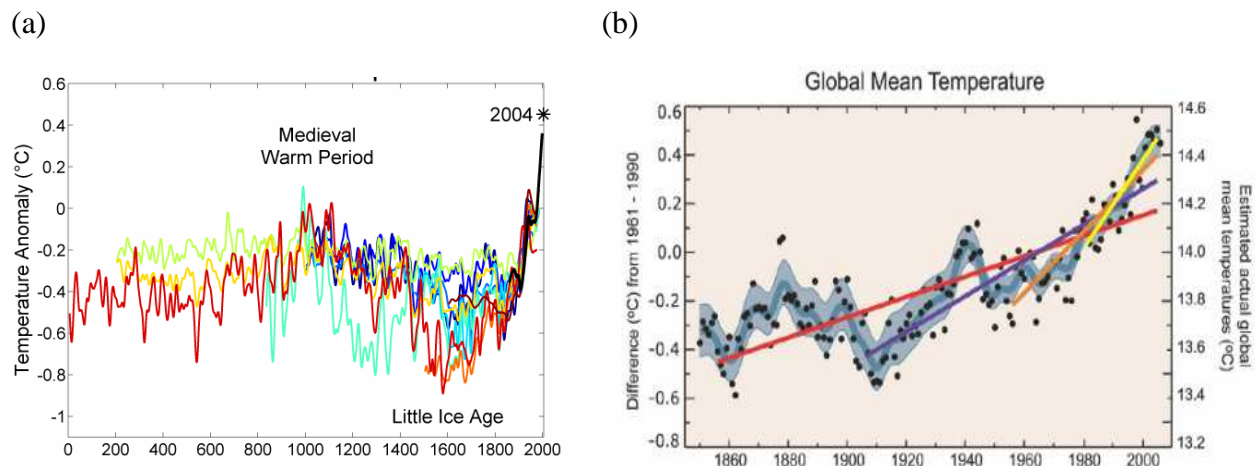 (a)
(b)
0.6
0.4
0.2
0
-0.2
-0.4
-0.6
-0.8
-1
Temperature Anomaly (°C)
Medieval
Warm Period
2004
Little Ice Age
0 200 400 600 800 1000 1200 1400 1600 1800 2000
Global Mean Temperature
0.6
0.4
0.2
0.0
-0.2
-0.4
-0.6
-0.8
Difference (°C) from 1961 - 1990
14.6
14.4
14.2
14.0
13.8
13.6
13.4
13.2
Estimated actual global
mean temperatures (°C)
1860 1880 1900 1920 1940 1960 1980 2000